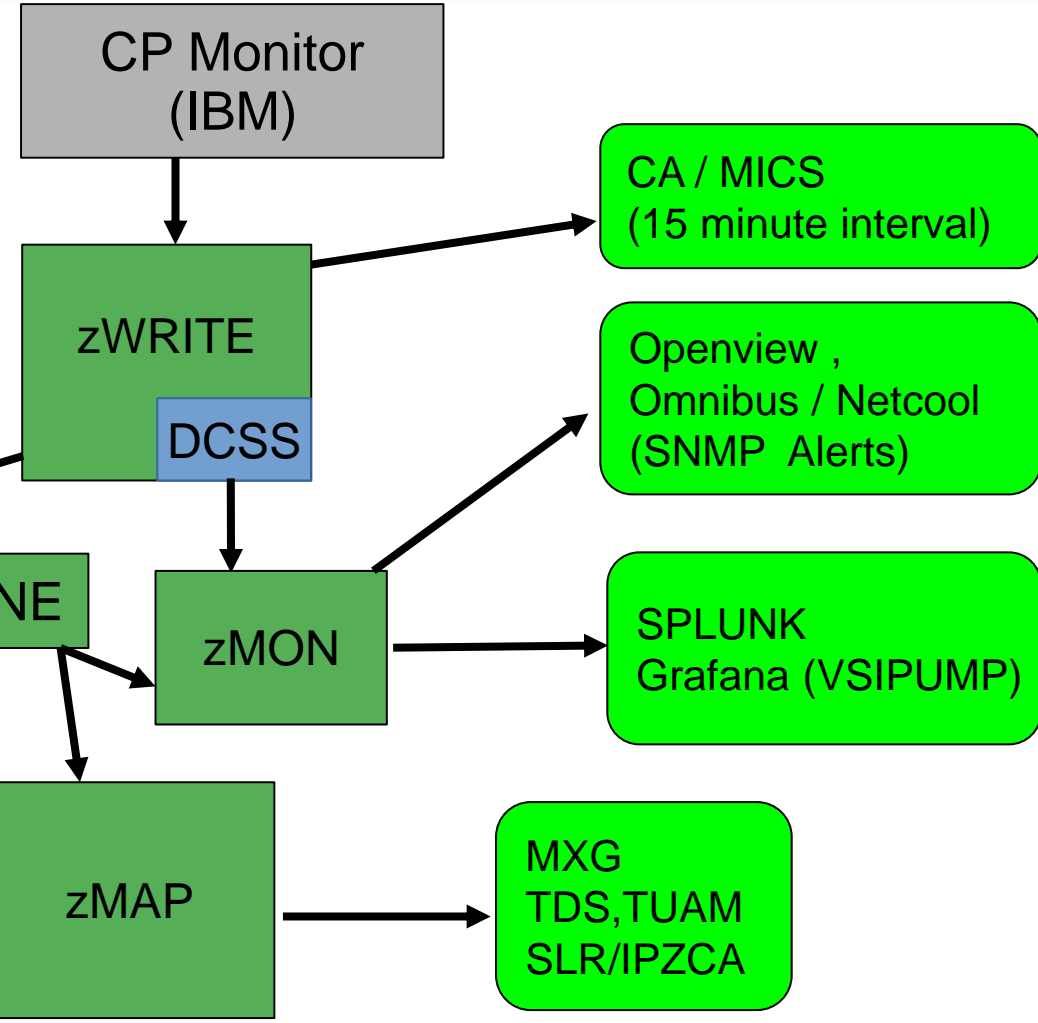 CP Monitor
(IBM)
CA / MICS
(15 minute interval)
zWRITE
DCSS
Openview ,
Omnibus / Netcool
(SNMP Alerts)
NE
zMON
SPLUNK
Grafana (VSIPUMP)
zMAP
MXG
TDS,TUAM
SLR/IPZCA